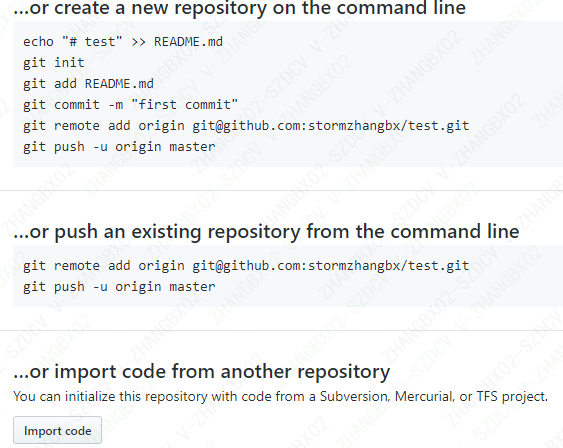 ...or create a new repository on the command line
echo "# test" >> README.md
git init
git add README.md
git commit -m "first commit"
git remote add origin git@github.com:stormzhangbx/test.git
git push -u origin master
...or push an existing repository from the command line
git remote add origin git@github.com:stormzhangbx/test.git
git push -u origin master
...or import code from another repository
You can initialize this repository with code from a Subversion, Mercurial, or TFS project.
Import code